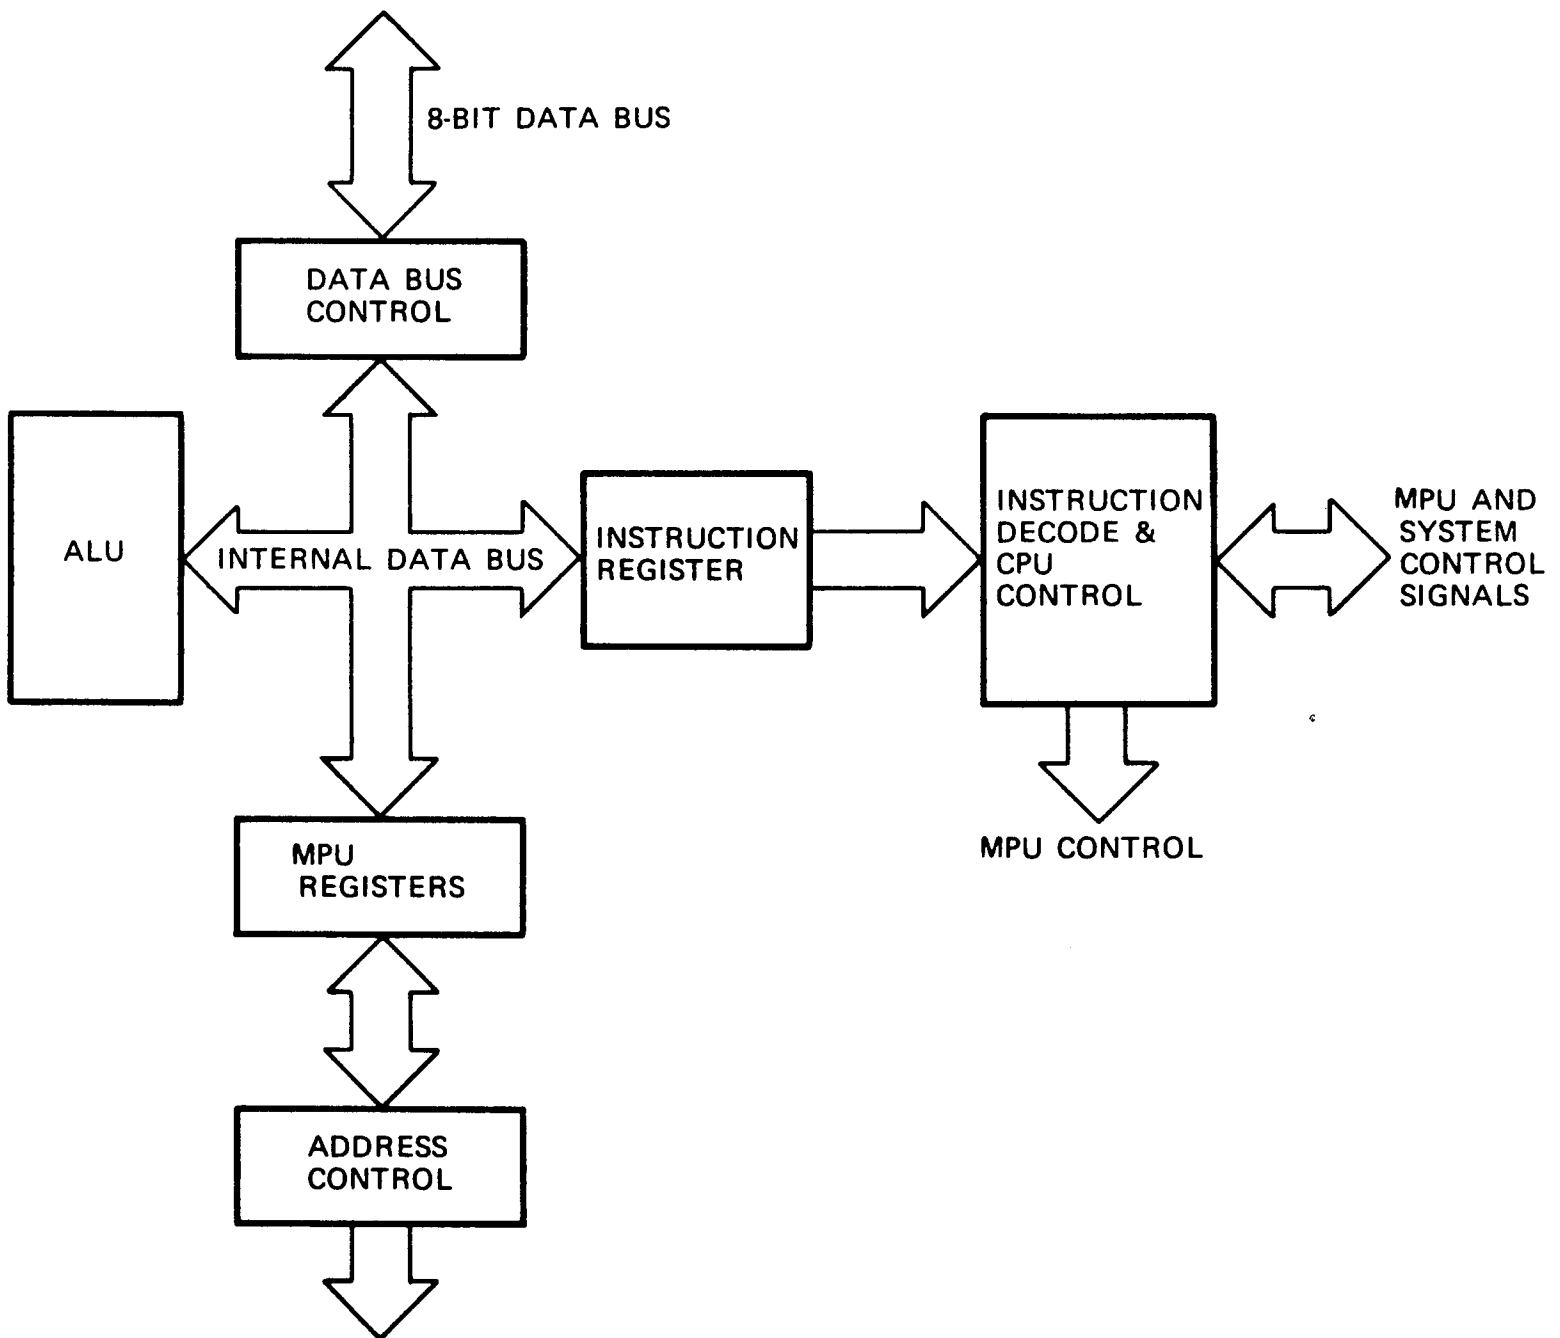 8-BIT DATA BUS
DATA BUS
CONTROL
ALU
INTERNAL DATA BUS
INSTRUCTION
REGISTER
INSTRUCTION
DECODE &
CPU
CONTROL
MPU AND
SYSTEM
CONTROL
SIGNALS
MPU CONTROL
MPU
REGISTERS
ADDRESS
CONTROL